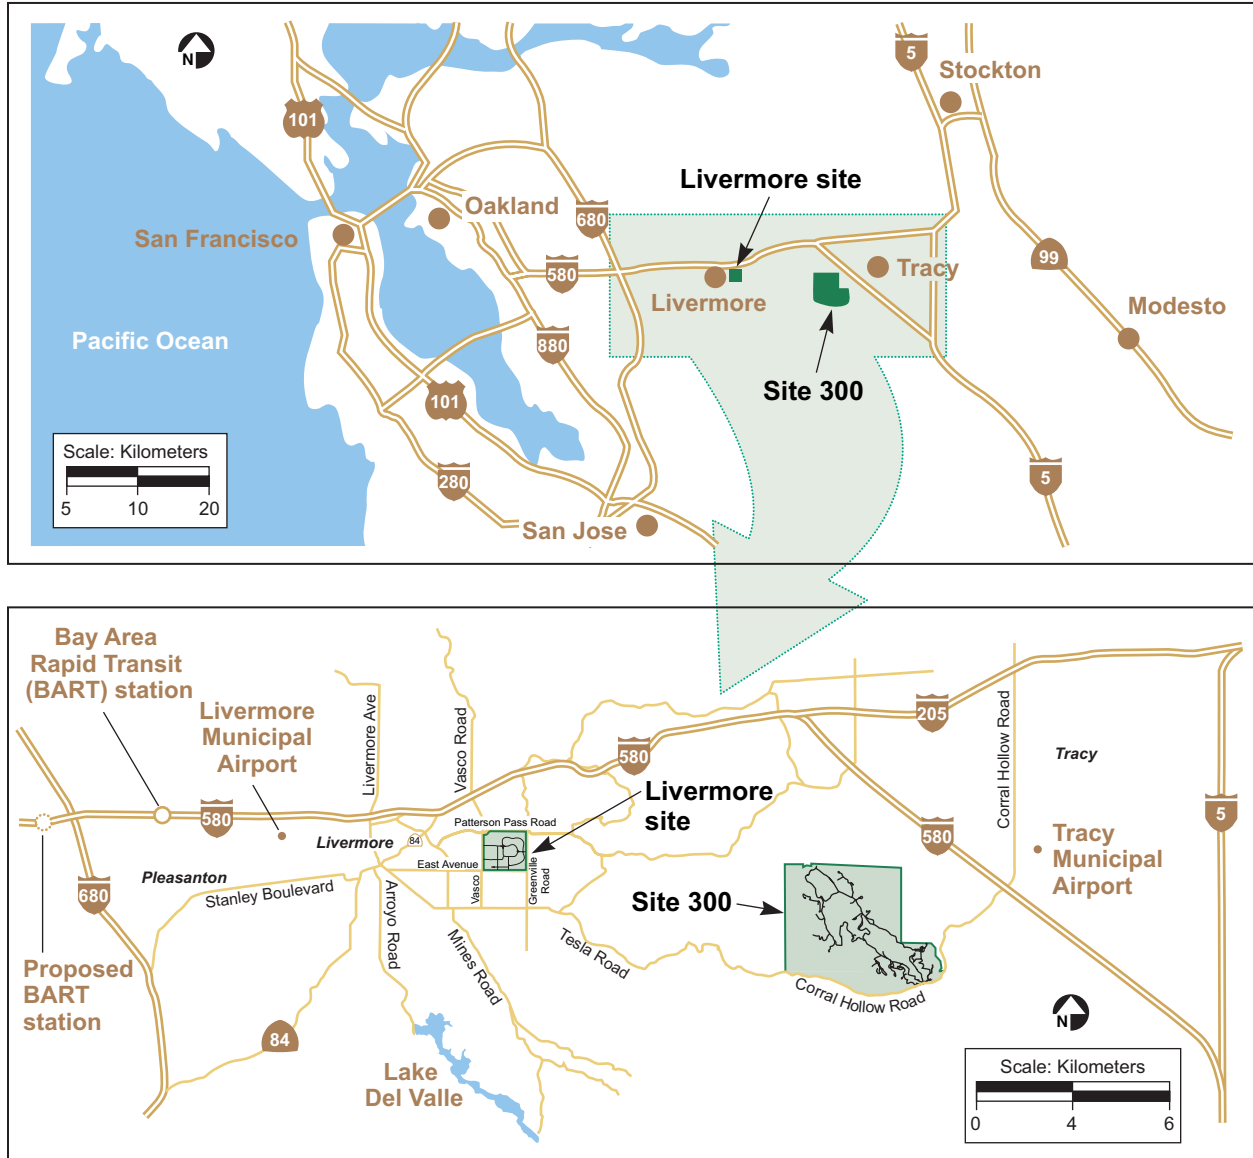 N
5
Stockton
101
Livermore site
Oakland
680
San Francisco
99
580
Tracy
Livermore
Modesto
Pacific Ocean
880
Site 300
101
Scale: Kilometers
5 10 20
280
5
San Jose
Bay Area
Rapid Transit
(BART) station
Livermore
Municipal
Airport
Livermore Ave
Vasco Road
205
Corral Hollow Road
Tracy
580
Livermore
site
580
Patterson Pass Road
5
Livermore
84
580
Tracy
Municipal
Airport
East Avenue
Vasco
Greenville
Road
Pleasanton
680
Stanley Boulevard
Arroyo Road
Site 300
Mines Road
Tesla Road
Proposed
BART
station
Corral Hollow Road
84
N
Lake
Del Valle
Scale: Kilometers
0 4 6